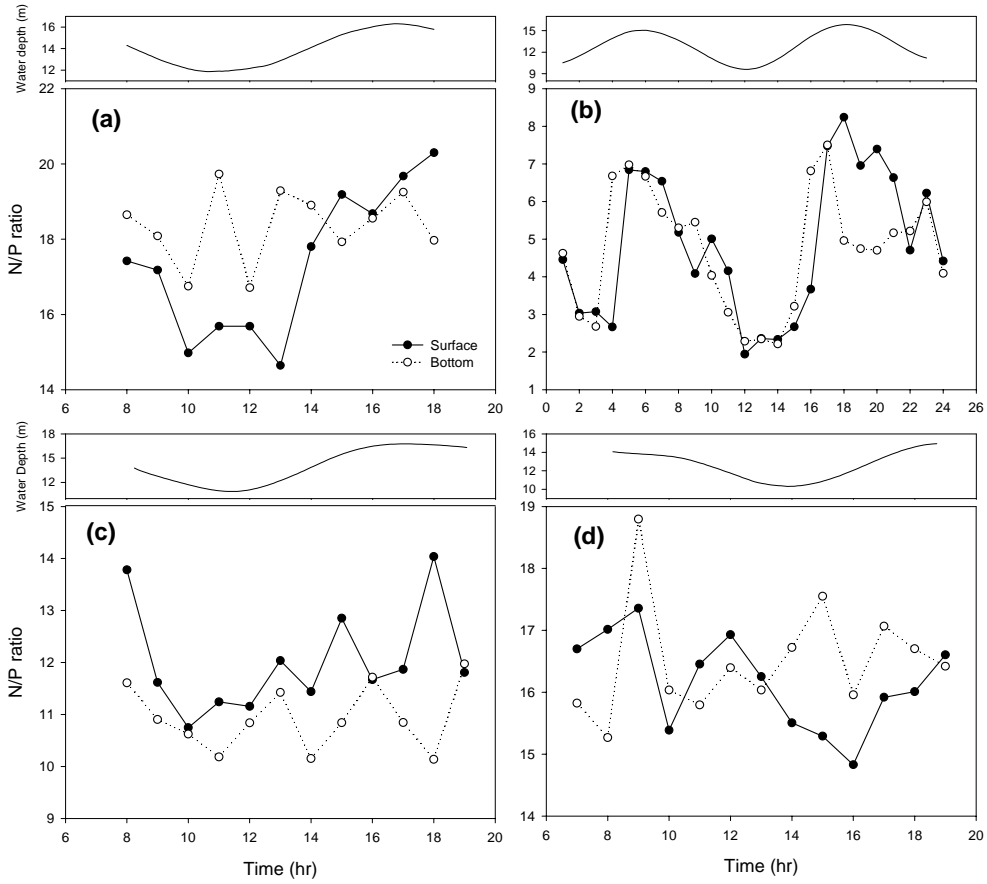 Water depth (m)
16
14
12
15
12
9
22
20
18
16
14
N/P ratio
(a)
Surface
Bottom
6 8 10 12 14 16 18 20
9
8
7
6
5
4
3
2
1
(b)
0 2 4 6 8 10 12 14 16 18 20 22 24 26
Water Depth (m)
18
15
12
16
14
12
10
15
14
13
12
11
10
9
N/P ratio
(c)
6 8 10 12 14 16 18 20
Time (hr)
19
18
17
16
15
14
(d)
6 8 10 12 14 16 18 20
Time (hr)